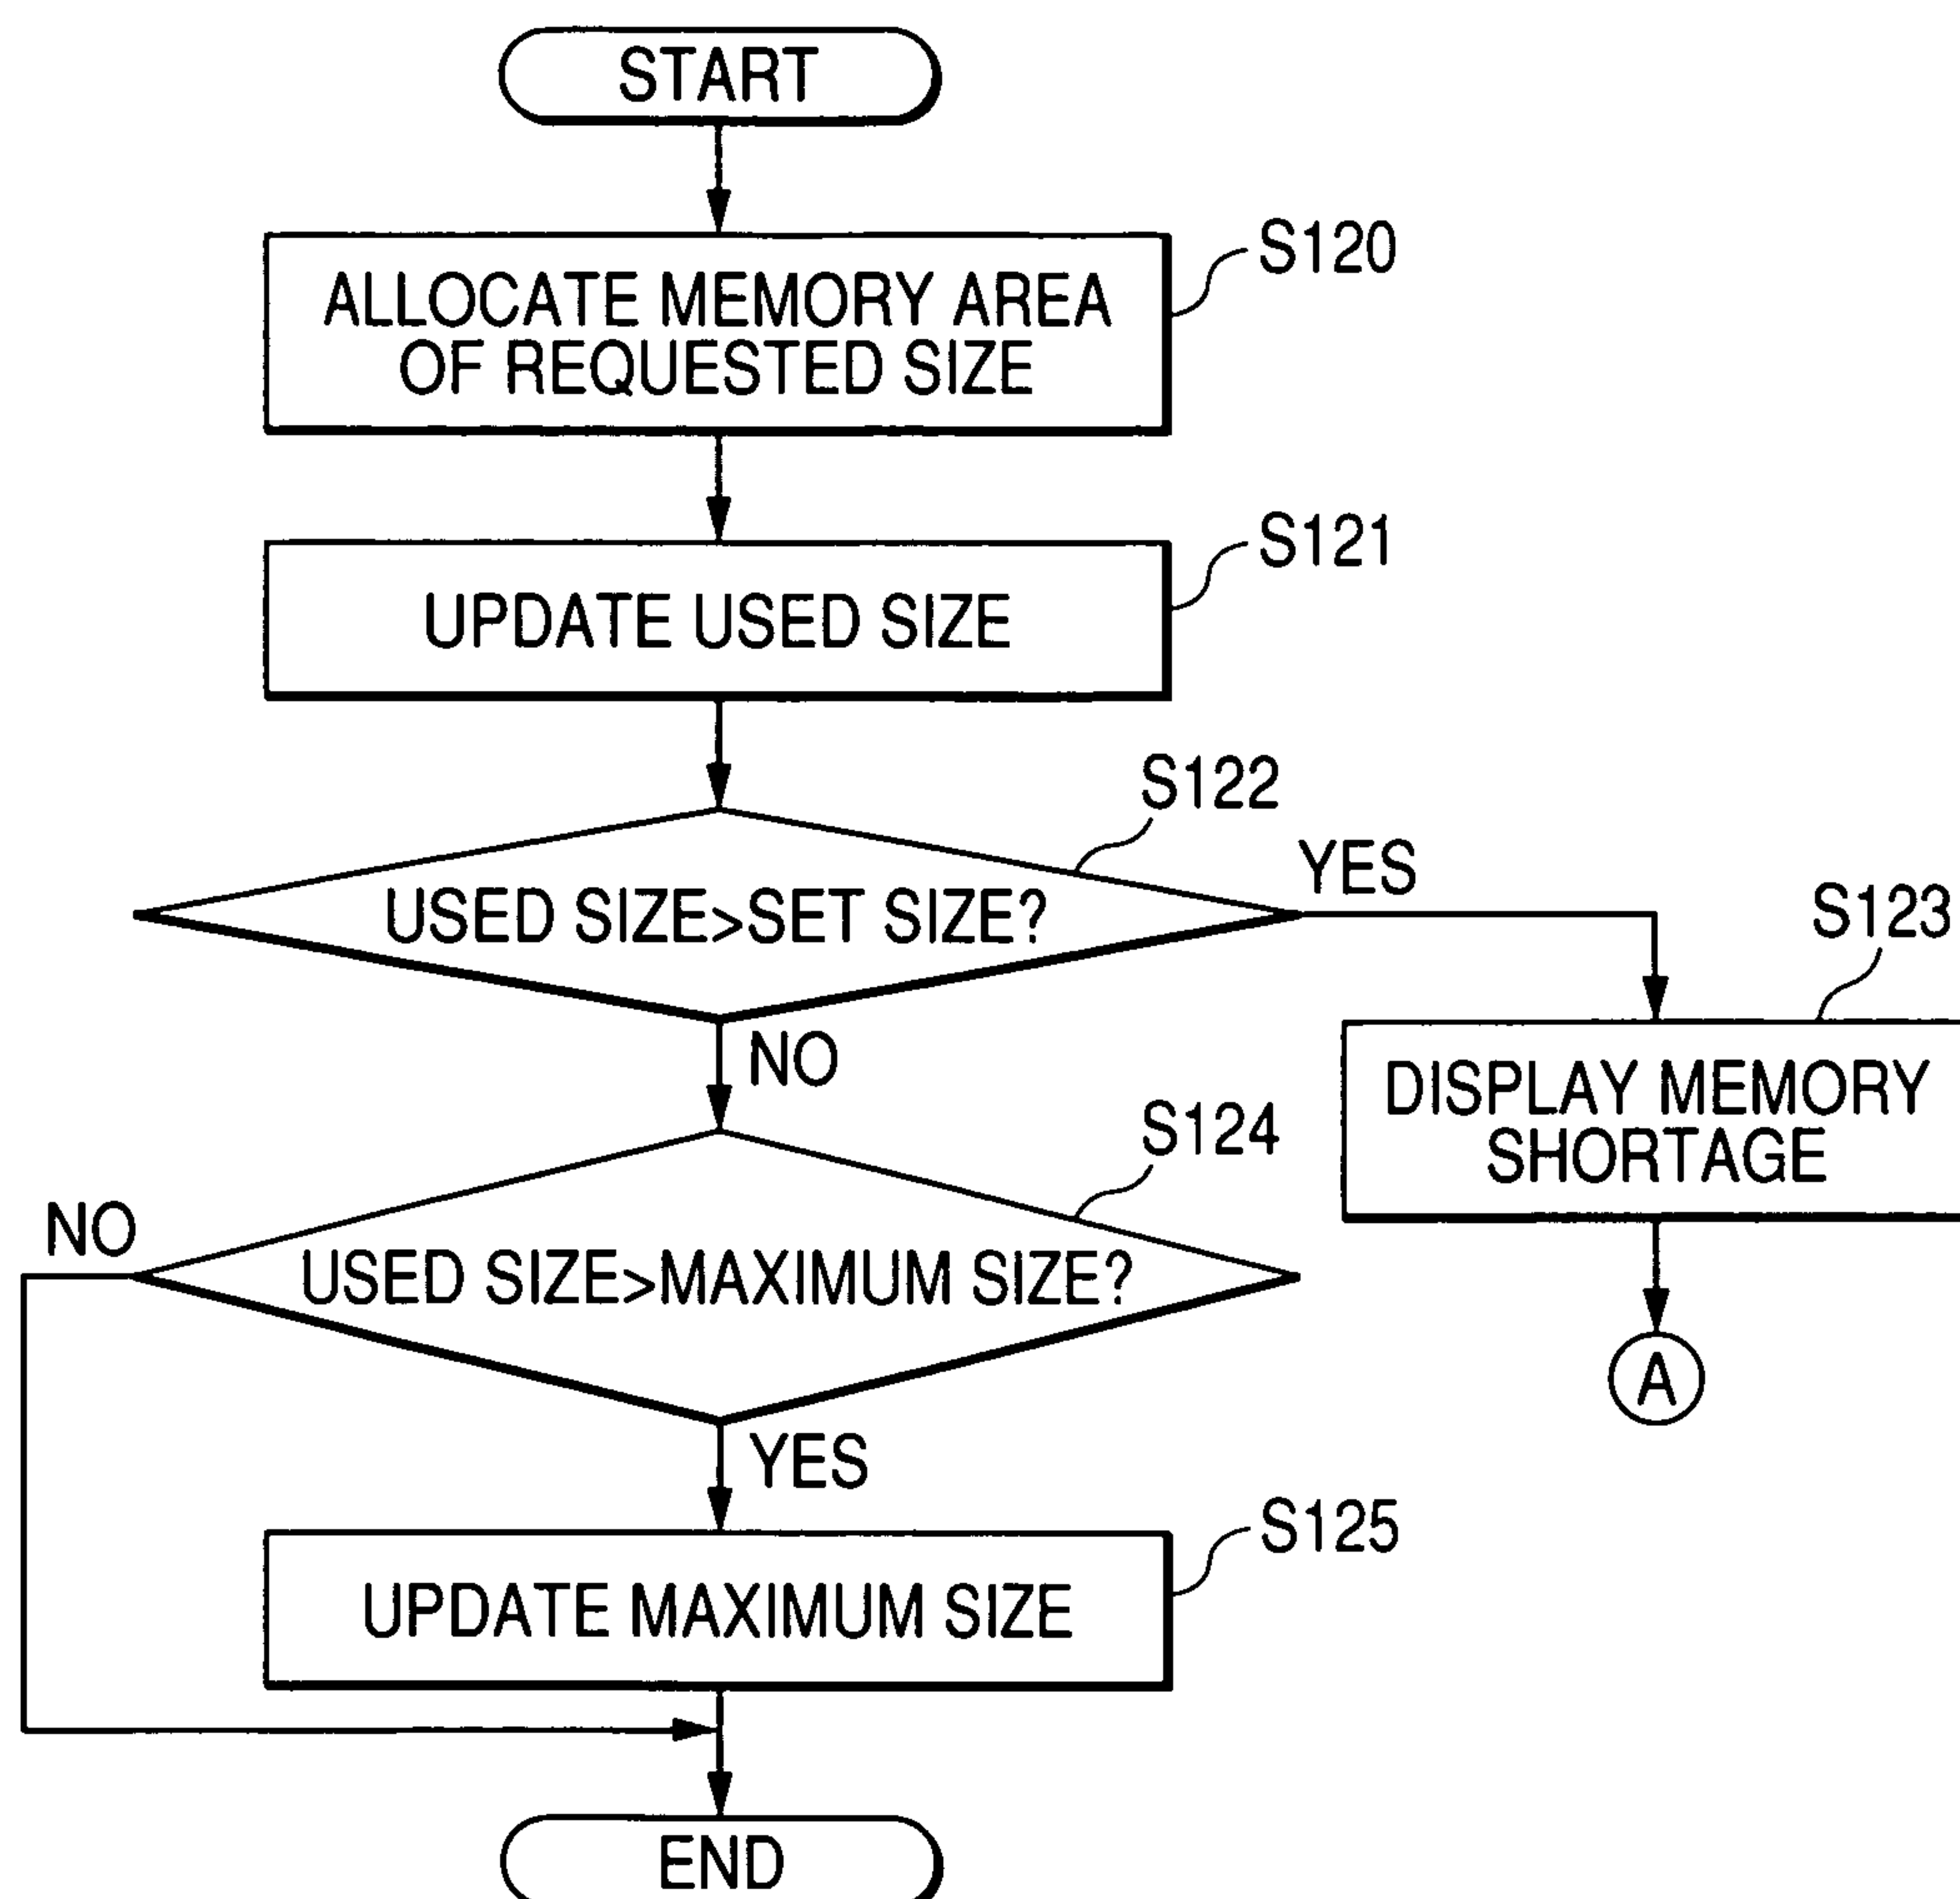 START
S120
ALLOCATE MEMORY AREA
OF REQUESTED SIZE
S121
UPDATE USED SIZE
S122
USED SIZE>SET SIZE?
YES
S123
NO
DISPLAY MEMORY
SHORTAGE
S124
NO
USED SIZE>MAXIMUM SIZE?
A
YES
S125
UPDATE MAXIMUM SIZE
END